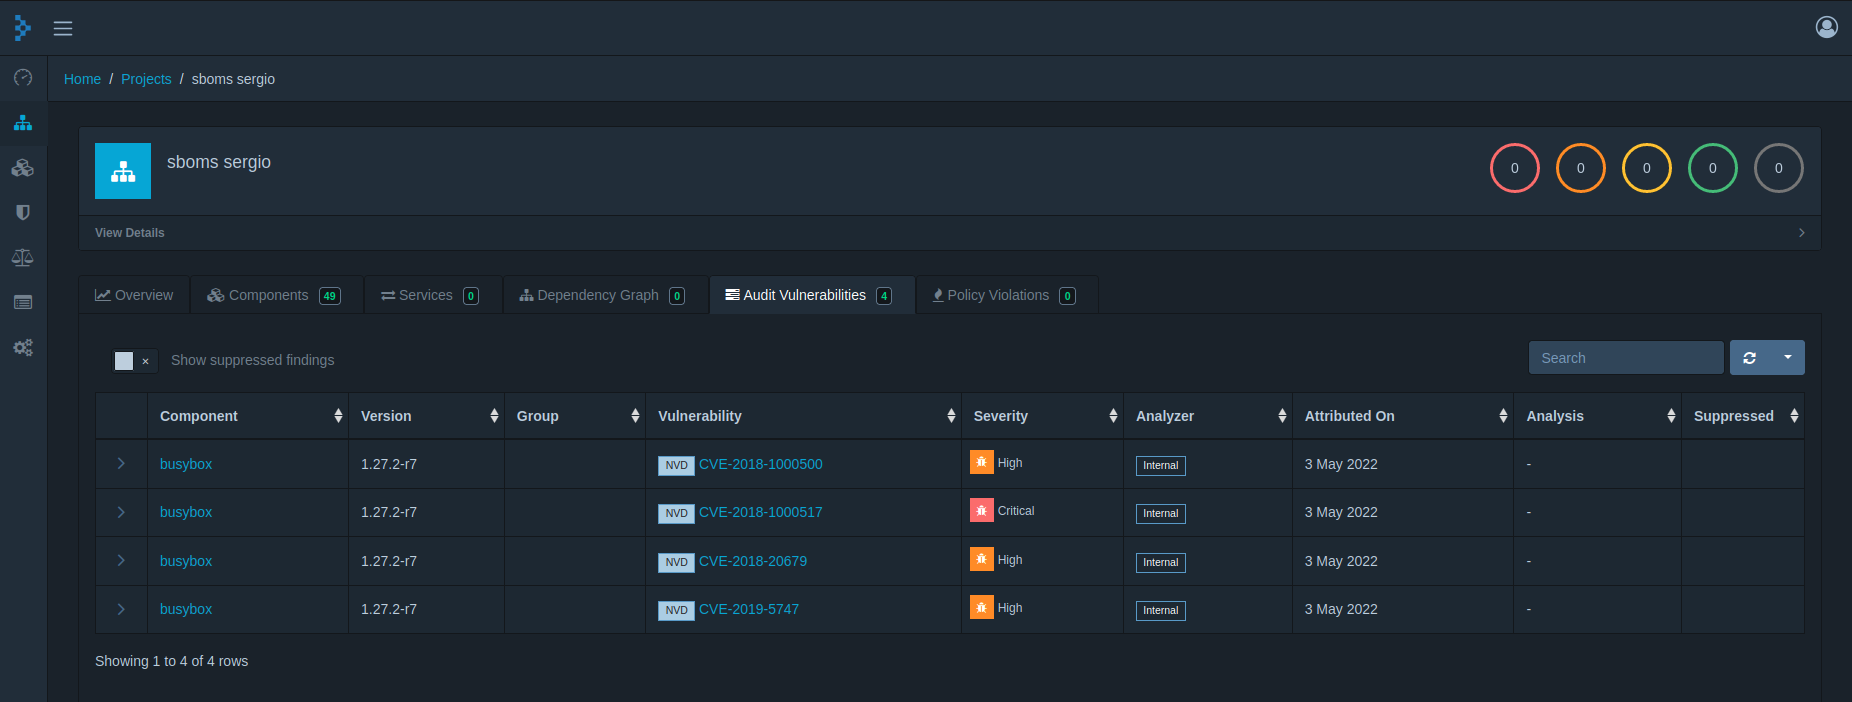 Home / Projects / sboms sergio
sboms sergio
0 0 0 0 0
View Details
Overview Components 49 Services 0 Dependency Graph 0 Audit Vulnerabilities 4 Policy Violations 0
× Show suppressed findings Search
Component Version Group Vulnerability Severity Analyzer Attributed On Analysis Suppressed
busybox 1.27.2-r7 NVD CVE-2018-1000500 High Internal 3 May 2022 -
busybox 1.27.2-r7 NVD CVE-2018-1000517 Critical Internal 3 May 2022 -
busybox 1.27.2-r7 NVD CVE-2018-20679 High Internal 3 May 2022 -
busybox 1.27.2-r7 NVD CVE-2019-5747 High Internal 3 May 2022 -
Showing 1 to 4 of 4 rows